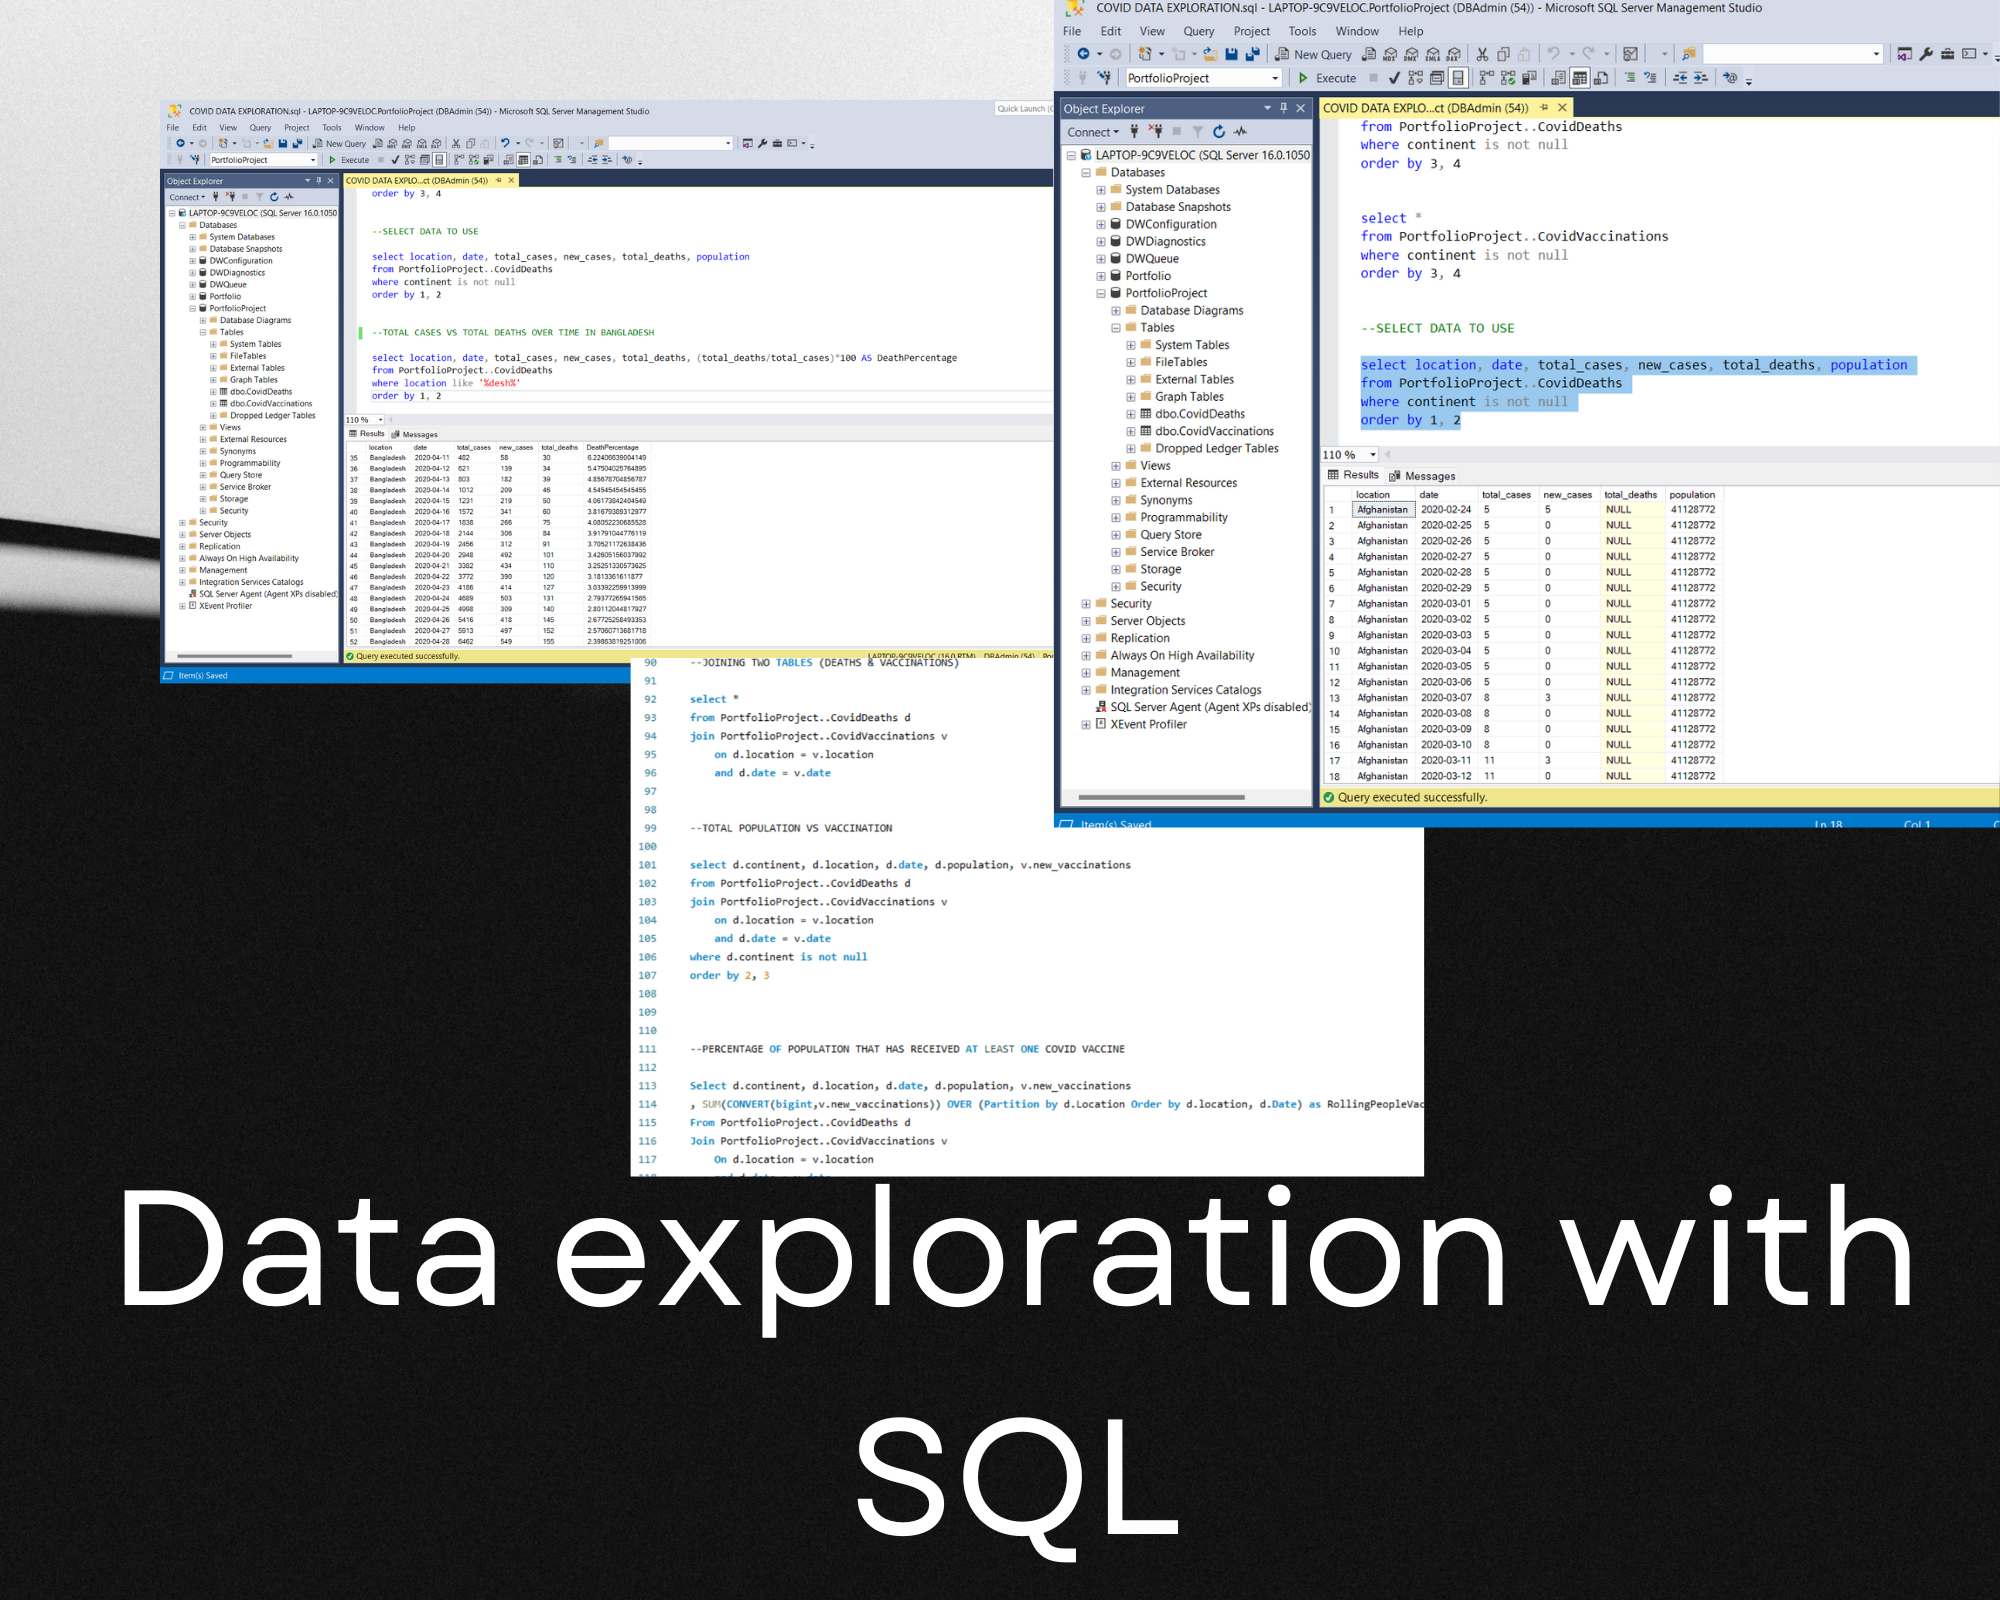 COVID DATA EXPLORATION.sql - LAPTOP-9C9VELOC.PortfolioProject (DBAdmin (54)) - Microsoft SQL Server Management Studio
Quick Launch (C
File Edit View Query Project Tools Window Help
New Query
PortfolioProject Execute
Object Explorer
Connect
LAPTOP-9C9VELOC (SQL Server 16.0.1050
Databases
System Databases
Database Snapshots
DWConfiguration
DWDiagnostics
DWQueue
Portfolio
PortfolioProject
Database Diagrams
Tables
System Tables
FileTables
External Tables
Graph Tables
dbo.CovidDeaths
dbo.CovidVaccinations
Dropped Ledger Tables
Views
External Resources
Synonyms
Programmability
Query Store
Service Broker
Storage
Security
Security
Server Objects
Replication
Always On High Availability
Management
Integration Services Catalogs
SQL Server Agent (Agent XPs disabled)
XEvent Profiler
COVID DATA EXPLO...ct (DBAdmin (54))
order by 3, 4
--SELECT DATA TO USE
select location, date, total_cases, new_cases, total_deaths, population
from PortfolioProject..CovidDeaths
where continent is not null
order by 1, 2
--TOTAL CASES VS TOTAL DEATHS OVER TIME IN BANGLADESH
select location, date, total_cases, new_cases, total_deaths, (total_deaths/total_cases)*100 AS DeathPercentage
from PortfolioProject..CovidDeaths
where location like '%desh%'
order by 1, 2
110 %
Results Messages
location date total_cases new_cases total_deaths DeathPercentage
35 Bangladesh 2020-04-11 482 58 30 6.22406639004149
36 Bangladesh 2020-04-12 621 139 34 5.47504025764895
37 Bangladesh 2020-04-13 803 182 39 4.85678704856787
38 Bangladesh 2020-04-14 1012 209 46 4.54545454545455
39 Bangladesh 2020-04-15 1231 219 50 4.06173842404549
40 Bangladesh 2020-04-16 1572 341 60 3.81679389312977
41 Bangladesh 2020-04-17 1838 266 75 4.08052230685528
42 Bangladesh 2020-04-18 2144 306 84 3.91791044776119
43 Bangladesh 2020-04-19 2456 312 91 3.70521172638436
44 Bangladesh 2020-04-20 2948 492 101 3.42605156037992
45 Bangladesh 2020-04-21 3382 434 110 3.25251330573625
46 Bangladesh 2020-04-22 3772 390 120 3.1813361611877
47 Bangladesh 2020-04-23 4186 414 127 3.03392259913999
48 Bangladesh 2020-04-24 4689 503 131 2.79377265941565
49 Bangladesh 2020-04-25 4998 309 140 2.80112044817927
50 Bangladesh 2020-04-26 5416 418 145 2.67725258493353
51 Bangladesh 2020-04-27 5913 497 152 2.57060713681718
52 Bangladesh 2020-04-28 6462 549 155 2.39863819251006
Query executed successfully.
LAPTOP-9C9VELOC (16.0 RTM) DBAdmin (54) Po
Item(s) Saved
COVID DATA EXPLORATION.sql - LAPTOP-9C9VELOC.PortfolioProject (DBAdmin (54)) - Microsoft SQL Server Management Studio
File Edit View Query Project Tools Window Help
New Query
PortfolioProject Execute
Object Explorer
Connect
LAPTOP-9C9VELOC (SQL Server 16.0.1050
Databases
System Databases
Database Snapshots
DWConfiguration
DWDiagnostics
DWQueue
Portfolio
PortfolioProject
Database Diagrams
Tables
System Tables
FileTables
External Tables
Graph Tables
dbo.CovidDeaths
dbo.CovidVaccinations
Dropped Ledger Tables
Views
External Resources
Synonyms
Programmability
Query Store
Service Broker
Storage
Security
Security
Server Objects
Replication
Always On High Availability
Management
Integration Services Catalogs
SQL Server Agent (Agent XPs disabled)
XEvent Profiler
COVID DATA EXPLO...ct (DBAdmin (54))
from PortfolioProject..CovidDeaths
where continent is not null
order by 3, 4
select *
from PortfolioProject..CovidVaccinations
where continent is not null
order by 3, 4
--SELECT DATA TO USE
select location, date, total_cases, new_cases, total_deaths, population
from PortfolioProject..CovidDeaths
where continent is not null
order by 1, 2
110 %
Results Messages
location date total_cases new_cases total_deaths population
1 Afghanistan 2020-02-24 5 5 NULL 41128772
2 Afghanistan 2020-02-25 5 0 NULL 41128772
3 Afghanistan 2020-02-26 5 0 NULL 41128772
4 Afghanistan 2020-02-27 5 0 NULL 41128772
5 Afghanistan 2020-02-28 5 0 NULL 41128772
6 Afghanistan 2020-02-29 5 0 NULL 41128772
7 Afghanistan 2020-03-01 5 0 NULL 41128772
8 Afghanistan 2020-03-02 5 0 NULL 41128772
9 Afghanistan 2020-03-03 5 0 NULL 41128772
10 Afghanistan 2020-03-04 5 0 NULL 41128772
11 Afghanistan 2020-03-05 5 0 NULL 41128772
12 Afghanistan 2020-03-06 5 0 NULL 41128772
13 Afghanistan 2020-03-07 8 3 NULL 41128772
14 Afghanistan 2020-03-08 8 0 NULL 41128772
15 Afghanistan 2020-03-09 8 0 NULL 41128772
16 Afghanistan 2020-03-10 8 0 NULL 41128772
17 Afghanistan 2020-03-11 11 3 NULL 41128772
18 Afghanistan 2020-03-12 11 0 NULL 41128772
Query executed successfully.
Item(s) Saved Ln 18 Col 1
90 --JOINING TWO TABLES (DEATHS & VACCINATIONS)
91
92 select *
93 from PortfolioProject..CovidDeaths d
94 join PortfolioProject..CovidVaccinations v
95 on d.location = v.location
96 and d.date = v.date
97
98
99 --TOTAL POPULATION VS VACCINATION
100
101 select d.continent, d.location, d.date, d.population, v.new_vaccinations
102 from PortfolioProject..CovidDeaths d
103 join PortfolioProject..CovidVaccinations v
104 on d.location = v.location
105 and d.date = v.date
106 where d.continent is not null
107 order by 2, 3
108
109
110
111 --PERCENTAGE OF POPULATION THAT HAS RECEIVED AT LEAST ONE COVID VACCINE
112
113 Select d.continent, d.location, d.date, d.population, v.new_vaccinations
114 , SUM(CONVERT(bigint,v.new_vaccinations)) OVER (Partition by d.Location Order by d.location, d.Date) as RollingPeopleVac
115 From PortfolioProject..CovidDeaths d
116 Join PortfolioProject..CovidVaccinations v
117 On d.location = v.location
Data exploration with
SQL